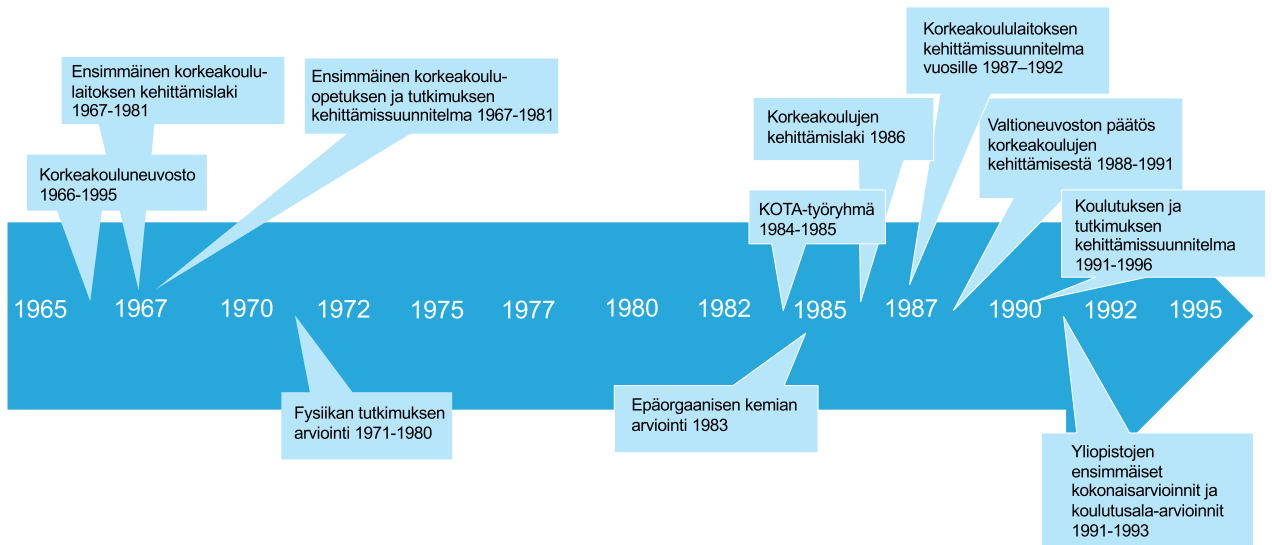 Ensimmäinen korkeakoulu-
laitoksen kehittämislaki
1967-1981
Ensimmäinen korkeakoulu-
opetuksen ja tutkimuksen
kehittämissuunnitelma 1967-1981
Korkeakoululaitoksen
kehittämissuunnitelma
vuosille 1987–1992
Korkeakoulujen
kehittämislaki 1986
Valtioneuvoston päätös
korkeakoulujen
kehittämisestä 1988-1991
Korkeakouluneuvosto
1966-1995
KOTA-työryhmä
1984-1985
Koulutuksen ja
tutkimuksen
kehittämissuunnitelma
1991-1996
1965 1967 1970 1972 1975 1977 1980 1982 1985 1987 1990 1992 1995
Fysiikan tutkimuksen
arviointi 1971-1980
Epäorgaanisen kemian
arviointi 1983
Yliopistojen
ensimmäiset
kokonaisarvioinnit ja
koulutusala-arvioinnit
1991-1993